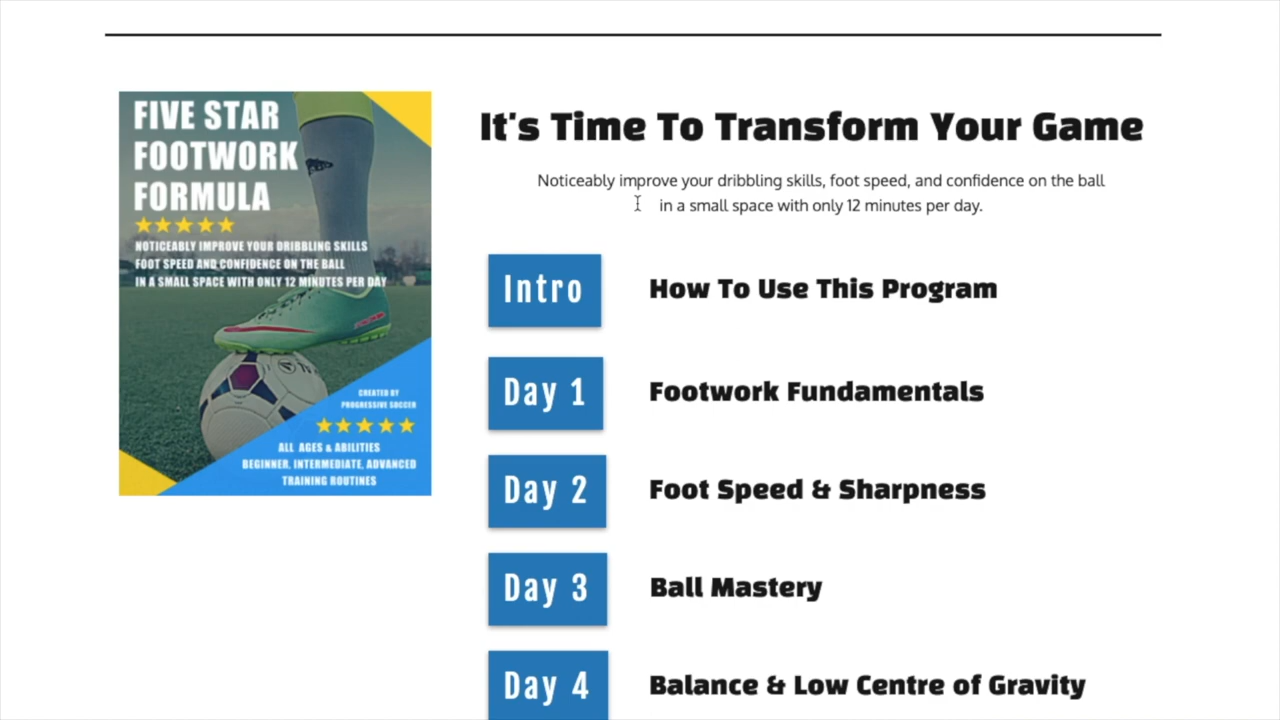 FIVE STAR
FOOTWORK
FORMULA
NOTICEABLY IMPROVE YOUR DRIBBLING SKILLS
FOOT SPEED AND CONFIDENCE ON THE BALL
IN A SMALL SPACE WITH ONLY 12 MINUTES PER DAY
CREATED BY
PROGRESSIVE SOCCER
ALL AGES & ABILITIES
BEGINNER, INTERMEDIATE, ADVANCED
TRAINING ROUTINES
It's Time To Transform Your Game
Noticeably improve your dribbling skills, foot speed, and confidence on the ball
in a small space with only 12 minutes per day.
Intro How To Use This Program
Day 1 Footwork Fundamentals
Day 2 Foot Speed & Sharpness
Day 3 Ball Mastery
Day 4 Balance & Low Centre of Gravity